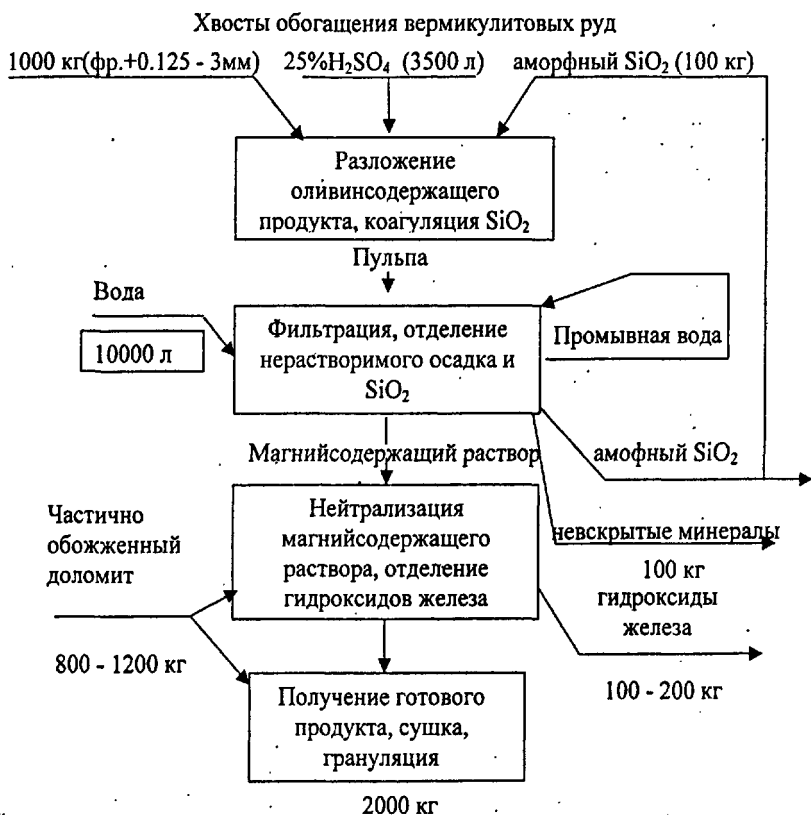 Хвосты обогащения вермикулитовых руд
1000 кг(фр.+0.125 - 3мм)
25%H₂SO₄ (3500 л)
аморфный SiO₂ (100 кг)
Разложение
оливинсодержащего
продукта, коагуляция SiO₂
Пульпа
Вода
10000 л
Фильтрация, отделение
нерастворимого осадка и
SiO₂
Промывная вода
Магнийсодержащий раствор
амофный SiO₂
Частично
обожженный
доломит
800 - 1200 кг
Нейтрализация
магнийсодержащего
раствора, отделение
гидроксидов железа
невскрытые минералы
100 кг
гидроксиды
железа
100 - 200 кг
Получение готового
продукта, сушка,
грануляция
2000 кг